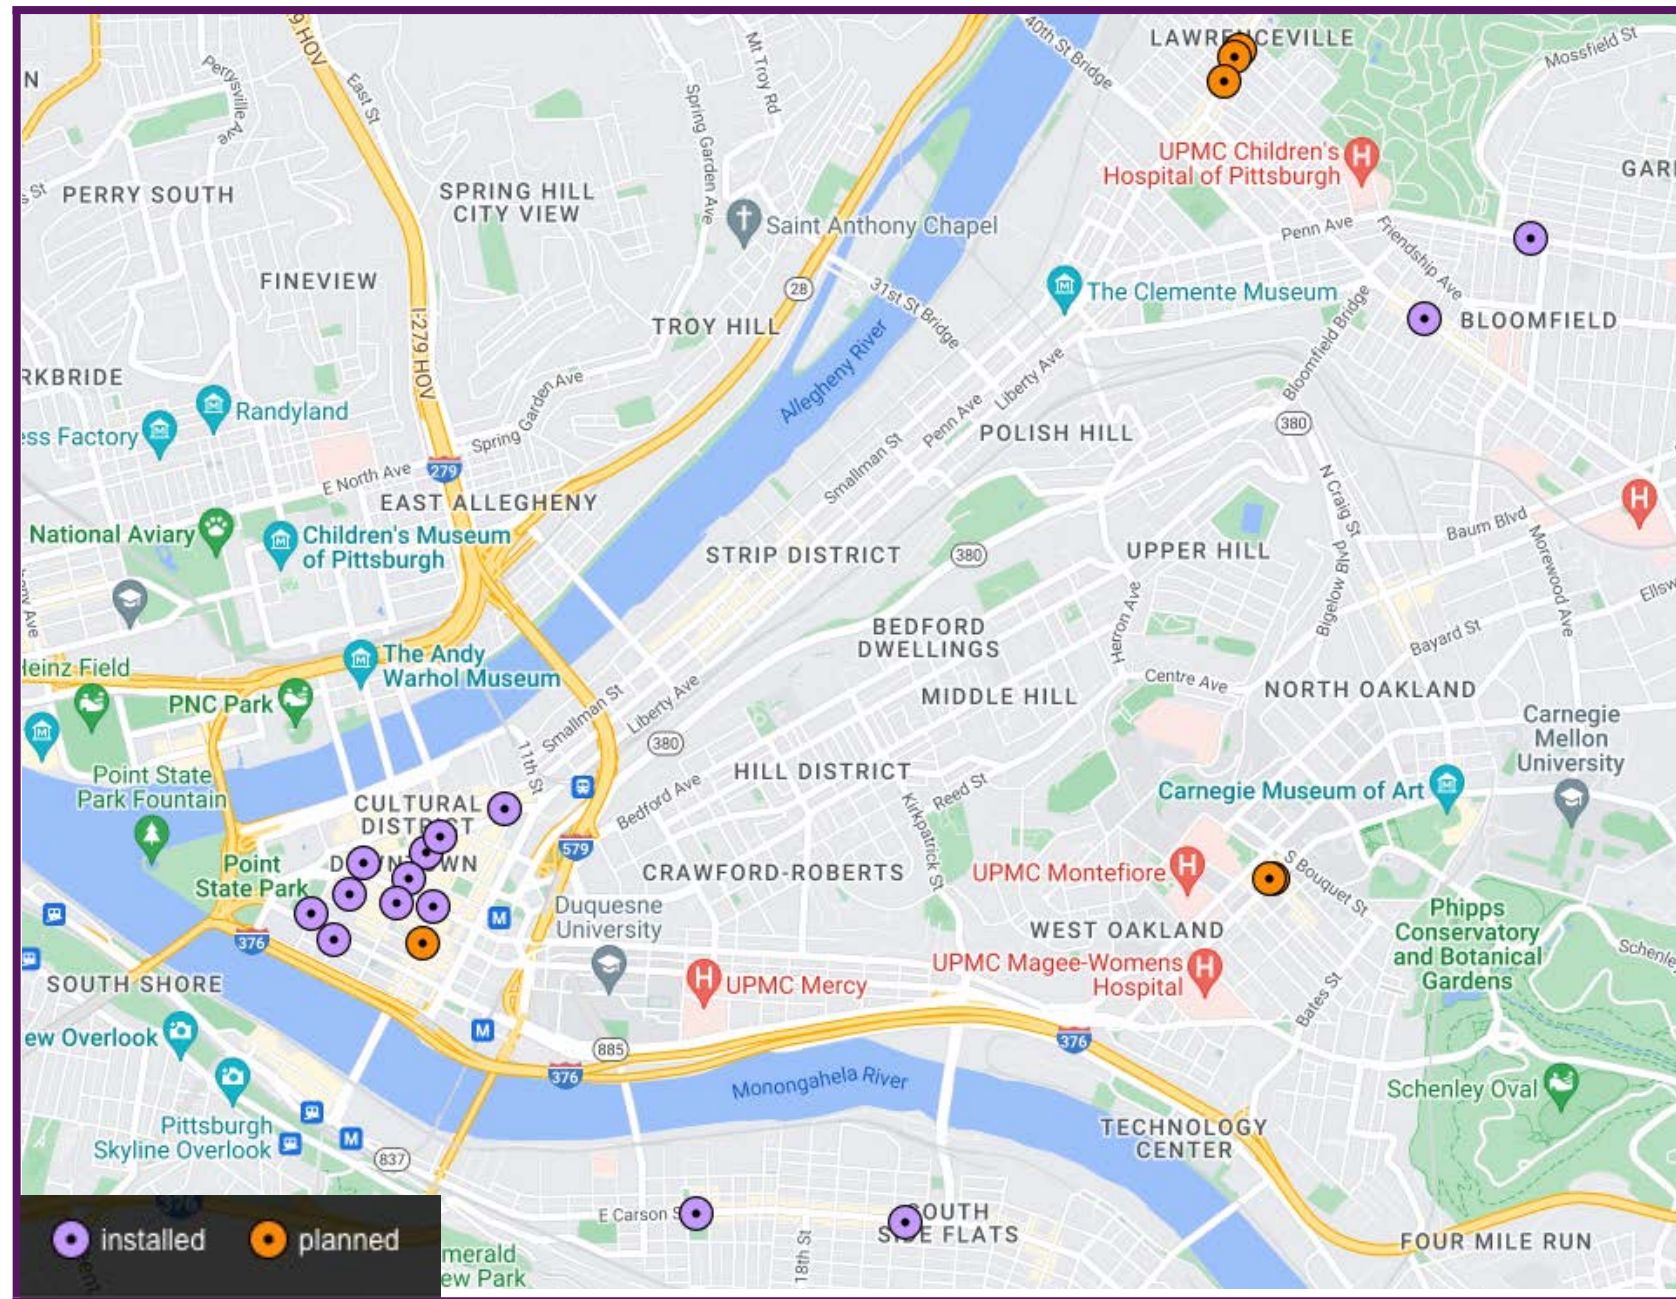 9 HOV
40th St Bridge
LAWRENCEVILLE
Mossfield St
Mt Troy Rd
Perrysville Ave
East St
Spring Garden Ave
UPMC Children's
Hospital of Pittsburgh
PERRY SOUTH
SPRING HILL
CITY VIEW
Saint Anthony Chapel
Penn Ave
Friendship Ave
FINEVIEW
28
31st St Bridge
The Clemente Museum
TROY HILL
I-279 HOV
Allegheny River
Bloomfield Bridge
BLOOMFIELD
RKBRIDE
Liberty Ave
Randyland
Spring Garden Ave
Penn Ave
380
ess Factory
POLISH HILL
E North Ave
279
Smallman St
N Craig St
EAST ALLEGHENY
National Aviary
Children's Museum
of Pittsburgh
Baum Blvd
STRIP DISTRICT
380
UPPER HILL
Morewood Ave
Bigelow Blvd
Herron Ave
Ellsw
BEDFORD
DWELLINGS
Bayard St
Heinz Field
The Andy
Warhol Museum
Centre Ave
PNC Park
Smallman St
Liberty Ave
MIDDLE HILL
NORTH OAKLAND
380
Carnegie
Mellon
University
11th St
Point State
Park Fountain
HILL DISTRICT
Reed St
Carnegie Museum of Art
Bedford Ave
Kirkpatrick St
CULTURAL
DISTRICT
579
DOWNTOWN
Point
State Park
CRAWFORD-ROBERTS
UPMC Montefiore
S Bouquet St
Duquesne
University
M
376
WEST OAKLAND
Phipps
Conservatory
and Botanical
Gardens
UPMC Magee-Womens
Hospital
Schenle
SOUTH SHORE
UPMC Mercy
Bates St
ew Overlook
M
885
376
376
Monongahela River
Schenley Oval
Pittsburgh
Skyline Overlook
M
837
TECHNOLOGY
CENTER
E Carson S
SOUTH
SIDE FLATS
18th St
FOUR MILE RUN
merald
ew Park
376
installed
planned